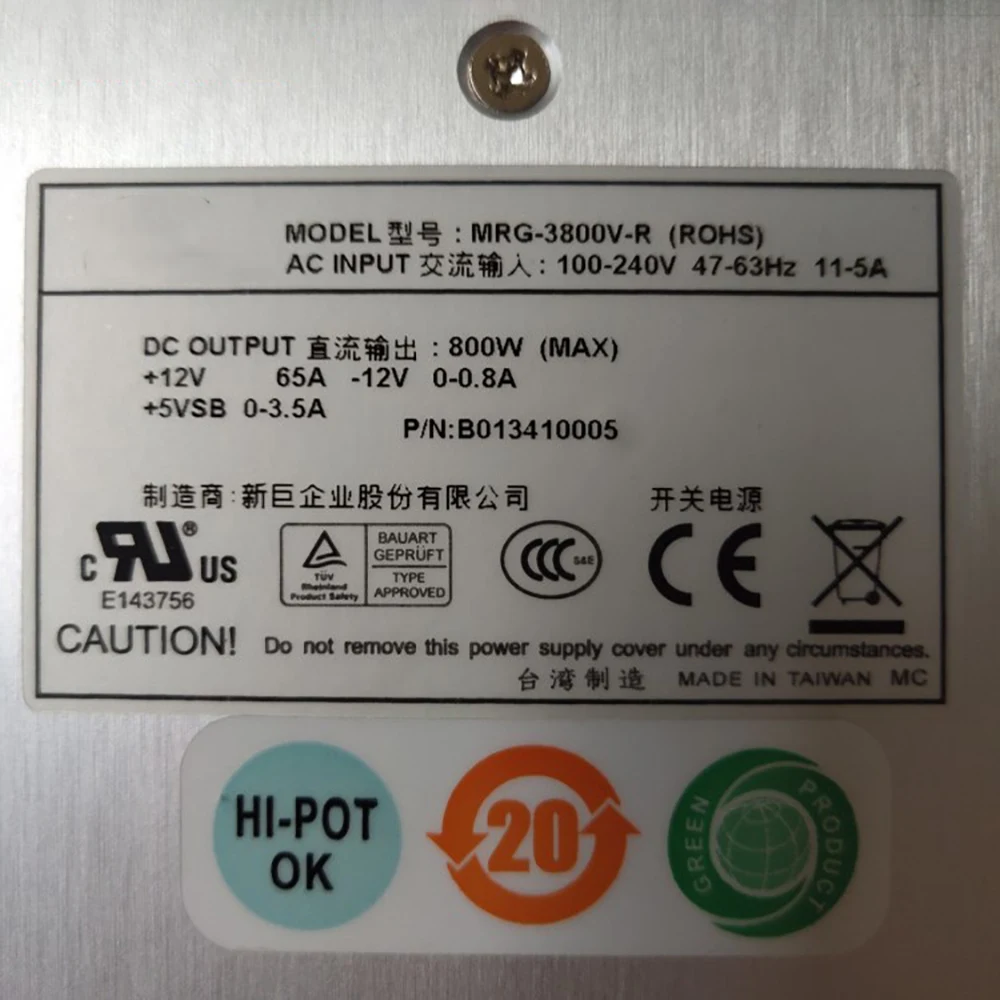 MODEL 型号 : MRG-3800V-R (ROHS)
AC INPUT 交流输入 : 100-240V 47-63Hz 11-5A
DC OUTPUT 直流输出 : 800W (MAX)
+12V 65A -12V 0-0.8A
+5VSB 0-3.5A
P/N:B013410005
制造商:新巨企业股份有限公司
开关电源
c RU ® US
E143756
TÜV
Rheinland
Product Safety
BAUART
GEPRÜFT
TYPE
APPROVED
CCC S&E
CE
CAUTION! Do not remove this power supply cover under any circumstances.
台湾制造 MADE IN TAIWAN MC
HI-POT
OK
20
GREEN PRODUCT